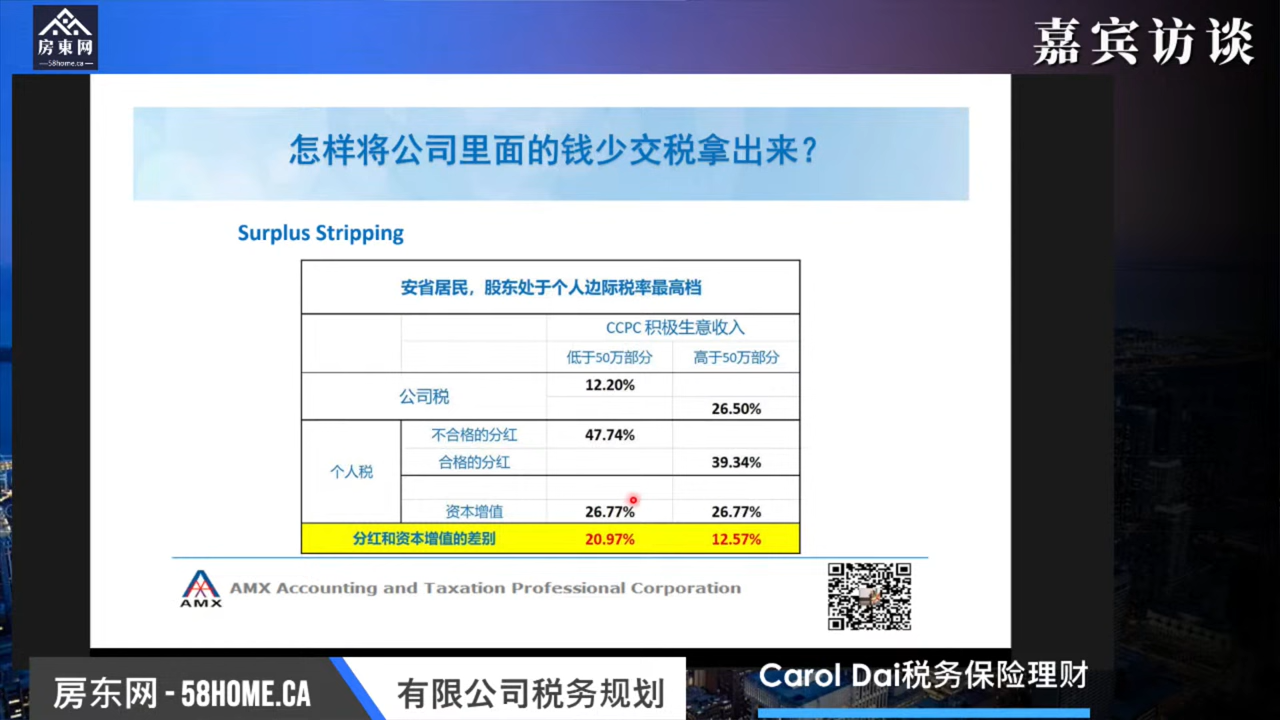 房東网
58home.ca
嘉宾访谈
怎样将公司里面的钱少交税拿出来？
Surplus Stripping
安省居民，股东处于个人边际税率最高档
CCPC 积极生意收入
低于50万部分 高于50万部分
公司税 12.20%
26.50%
个人税
不合格的分红 47.74%
合格的分红 39.34%
资本增值 26.77% 26.77%
分红和资本增值的差别 20.97% 12.57%
AMX
AMX Accounting and Taxation Professional Corporation
房东网 - 58HOME.CA
有限公司税务规划
Carol Dai税务保险理财